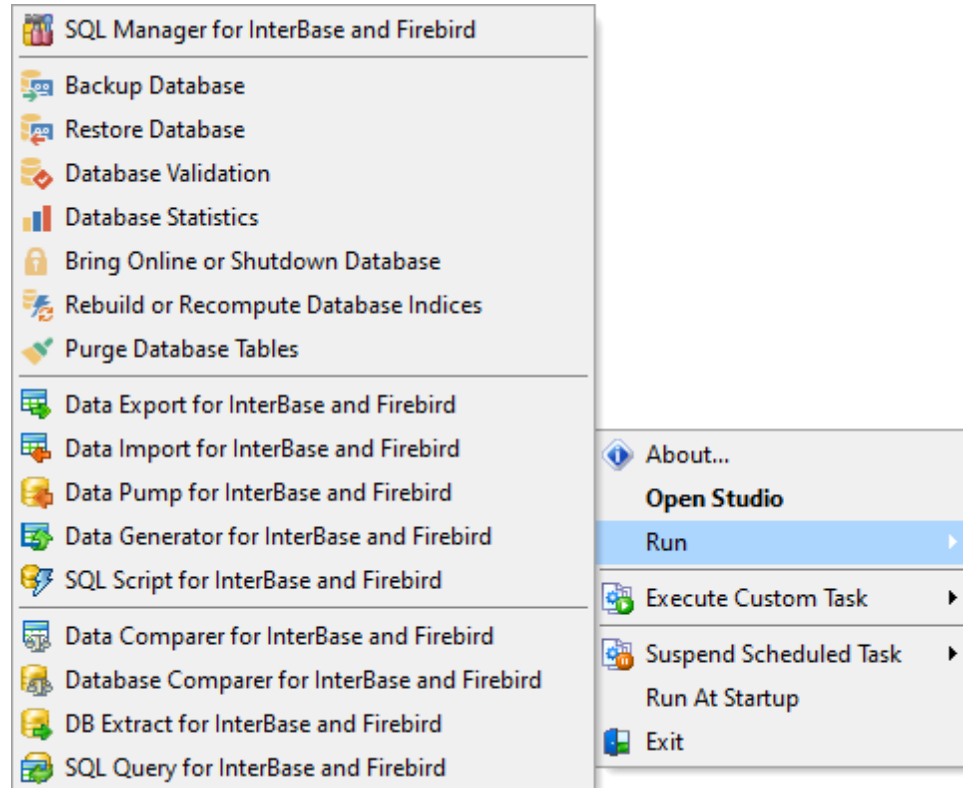 SQL Manager for InterBase and Firebird
Backup Database
Restore Database
Database Validation
Database Statistics
Bring Online or Shutdown Database
Rebuild or Recompute Database Indices
Purge Database Tables
Data Export for InterBase and Firebird
Data Import for InterBase and Firebird
Data Pump for InterBase and Firebird
Data Generator for InterBase and Firebird
SQL Script for InterBase and Firebird
Data Comparer for InterBase and Firebird
Database Comparer for InterBase and Firebird
DB Extract for InterBase and Firebird
SQL Query for InterBase and Firebird
About...
Open Studio
Run
Execute Custom Task
Suspend Scheduled Task
Run At Startup
Exit